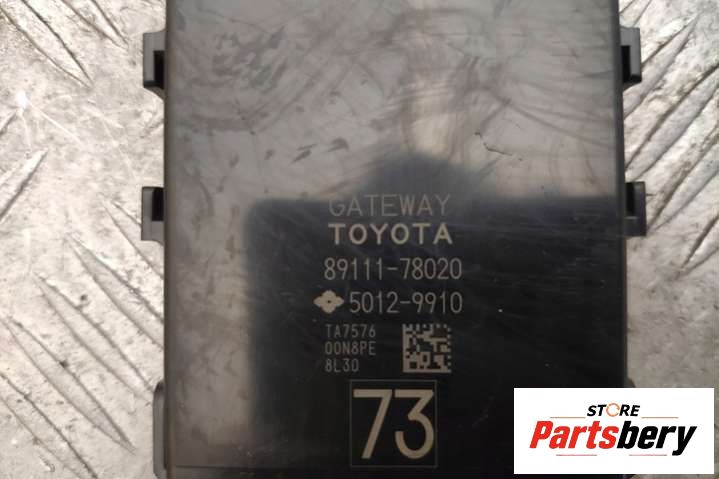 GATEWAY
TOYOTA
89111-78020
5012-9910
TA7576
00N8PE
8L30
73
STORE
Partsbery